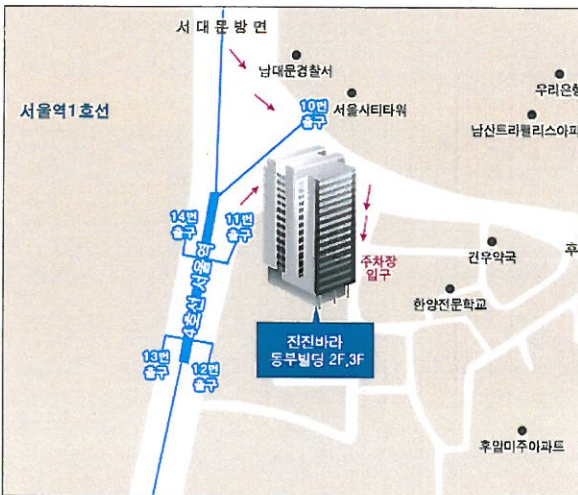 서대문방면
남대문경찰서
우리은행
서울역1호선
10번
출구
서울시티타워
남산트라팰리스아파
14번
출구
11번
출구
4호선 서울역
주차장
입구
건우약국
후
한양전문학교
진진바라
동부빌딩 2F,3F
13번
출구
12번
출구
후암미주아파트